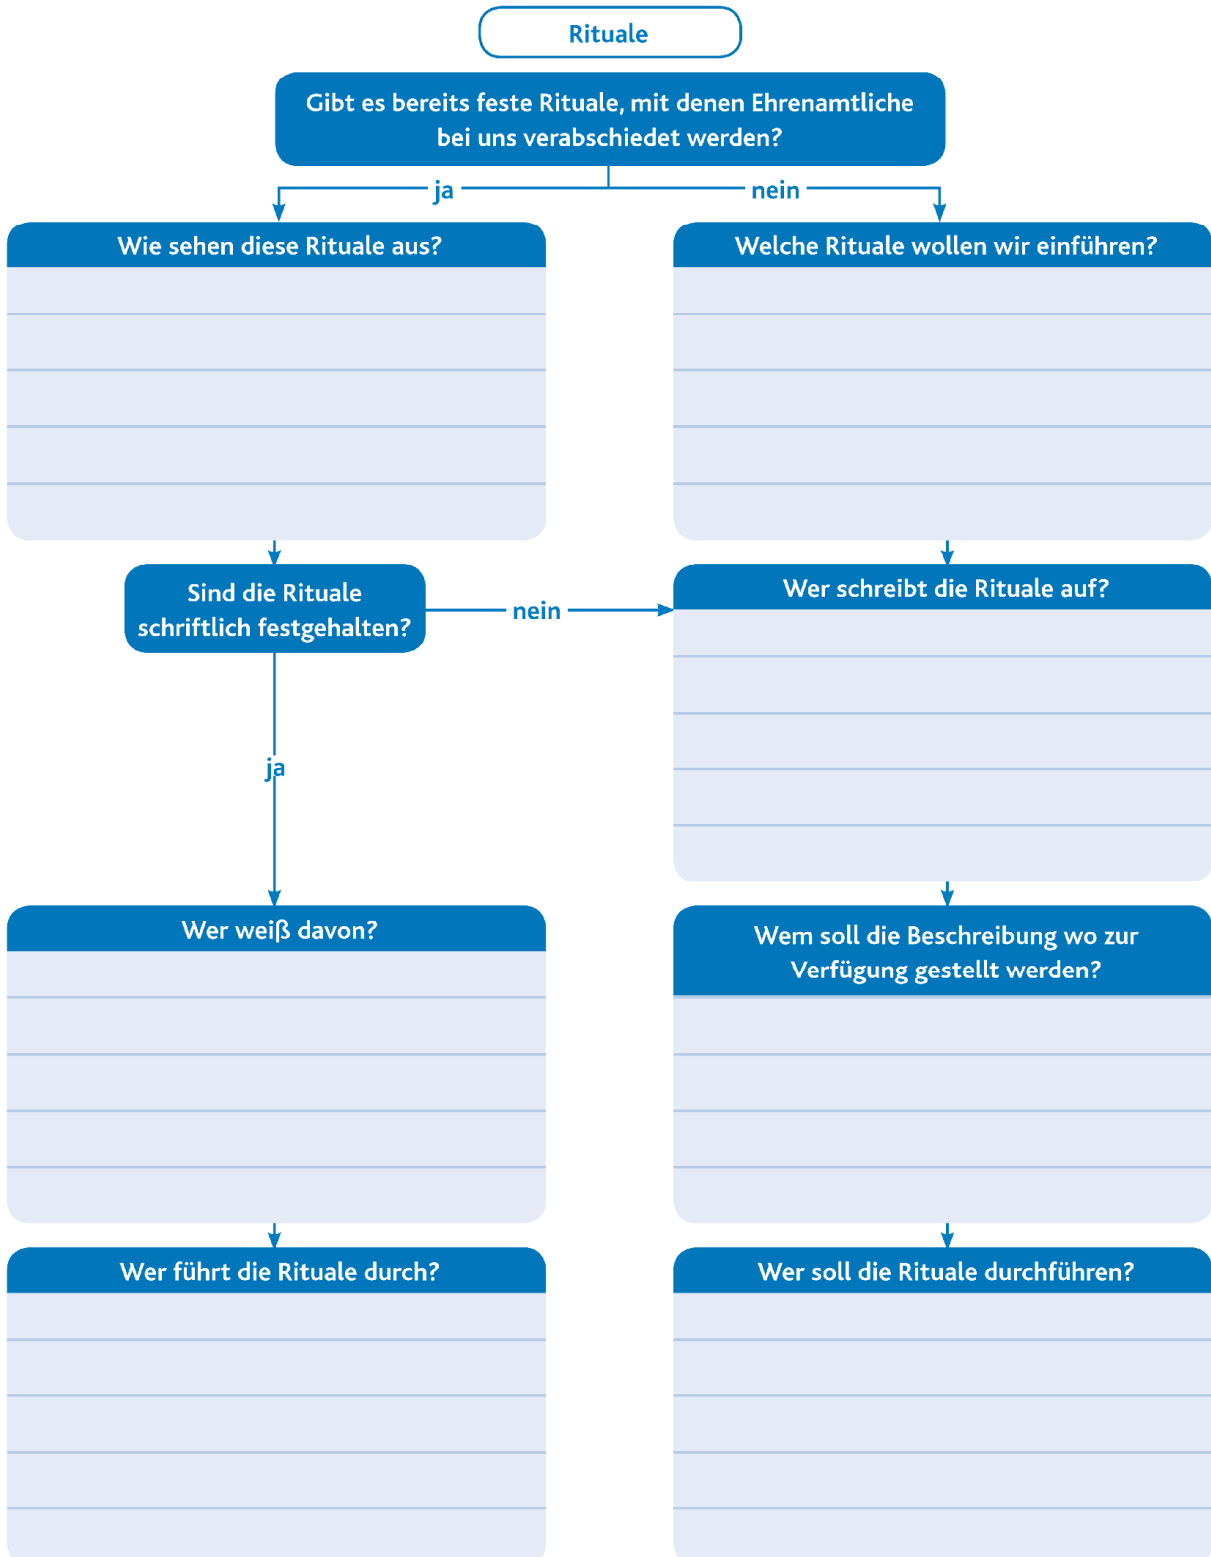 Rituale
Gibt es bereits feste Rituale, mit denen Ehrenamtliche
bei uns verabschiedet werden?
ja
nein
Wie sehen diese Rituale aus?
Welche Rituale wollen wir einführen?
Sind die Rituale
schriftlich festgehalten?
nein
Wer schreibt die Rituale auf?
ja
Wer weiß davon?
Wem soll die Beschreibung wo zur
Verfügung gestellt werden?
Wer führt die Rituale durch?
Wer soll die Rituale durchführen?